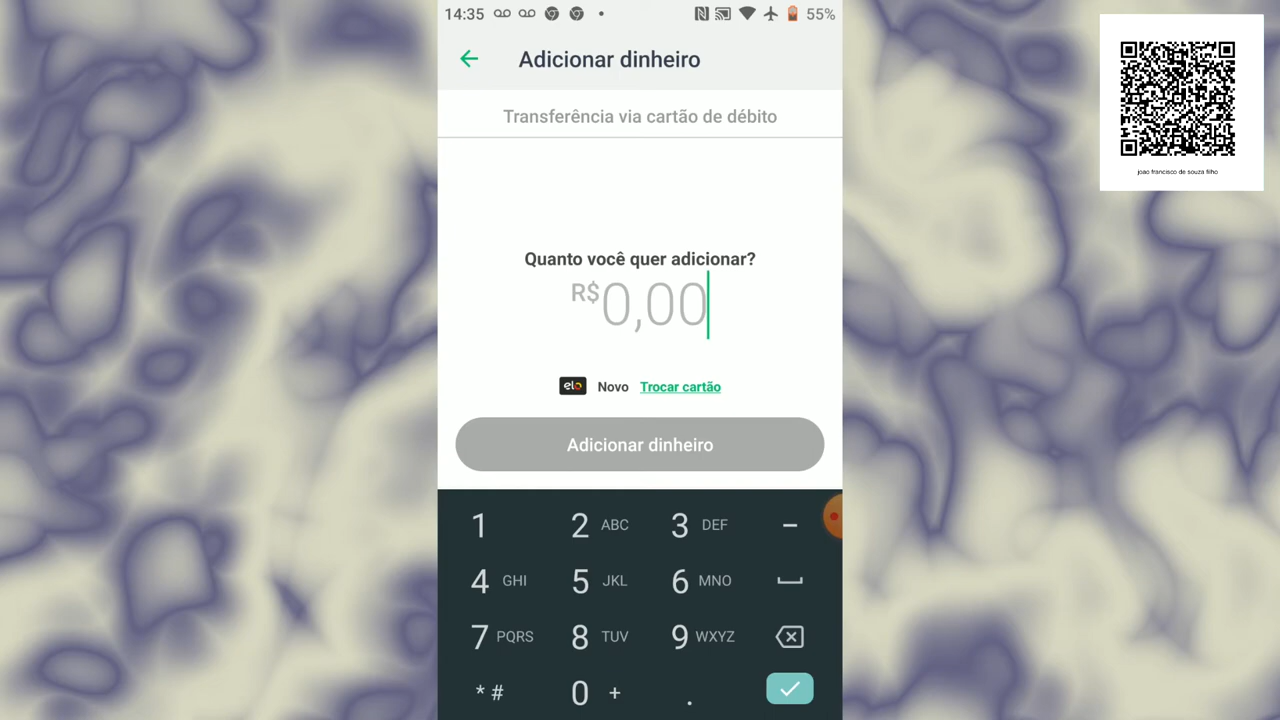 14:35 55%
Adicionar dinheiro
Transferência via cartão de débito
Quanto você quer adicionar?
R$0,00
elo Novo Trocar cartão
Adicionar dinheiro
1 2 ABC 3 DEF –
4 GHI 5 JKL 6 MNO
7 PQRS 8 TUV 9 WXYZ
* # 0 + .
joao francisco de souza filho